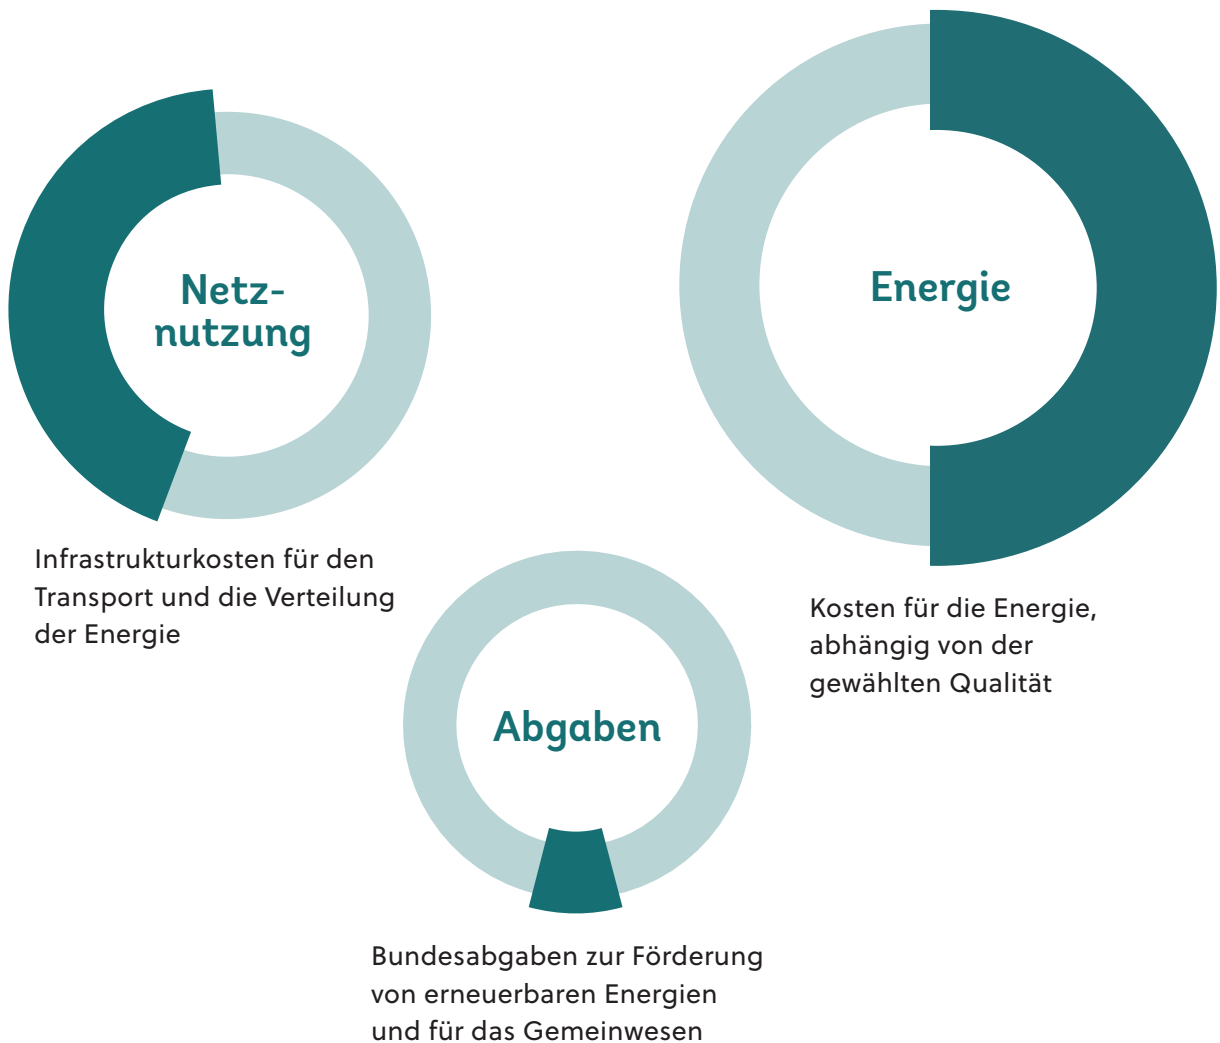 Netz-
nutzung
Infrastrukturkosten für den
Transport und die Verteilung
der Energie
Energie
Kosten für die Energie,
abhängig von der
gewählten Qualität
Abgaben
Bundesabgaben zur Förderung
von erneuerbaren Energien
und für das Gemeinwesen